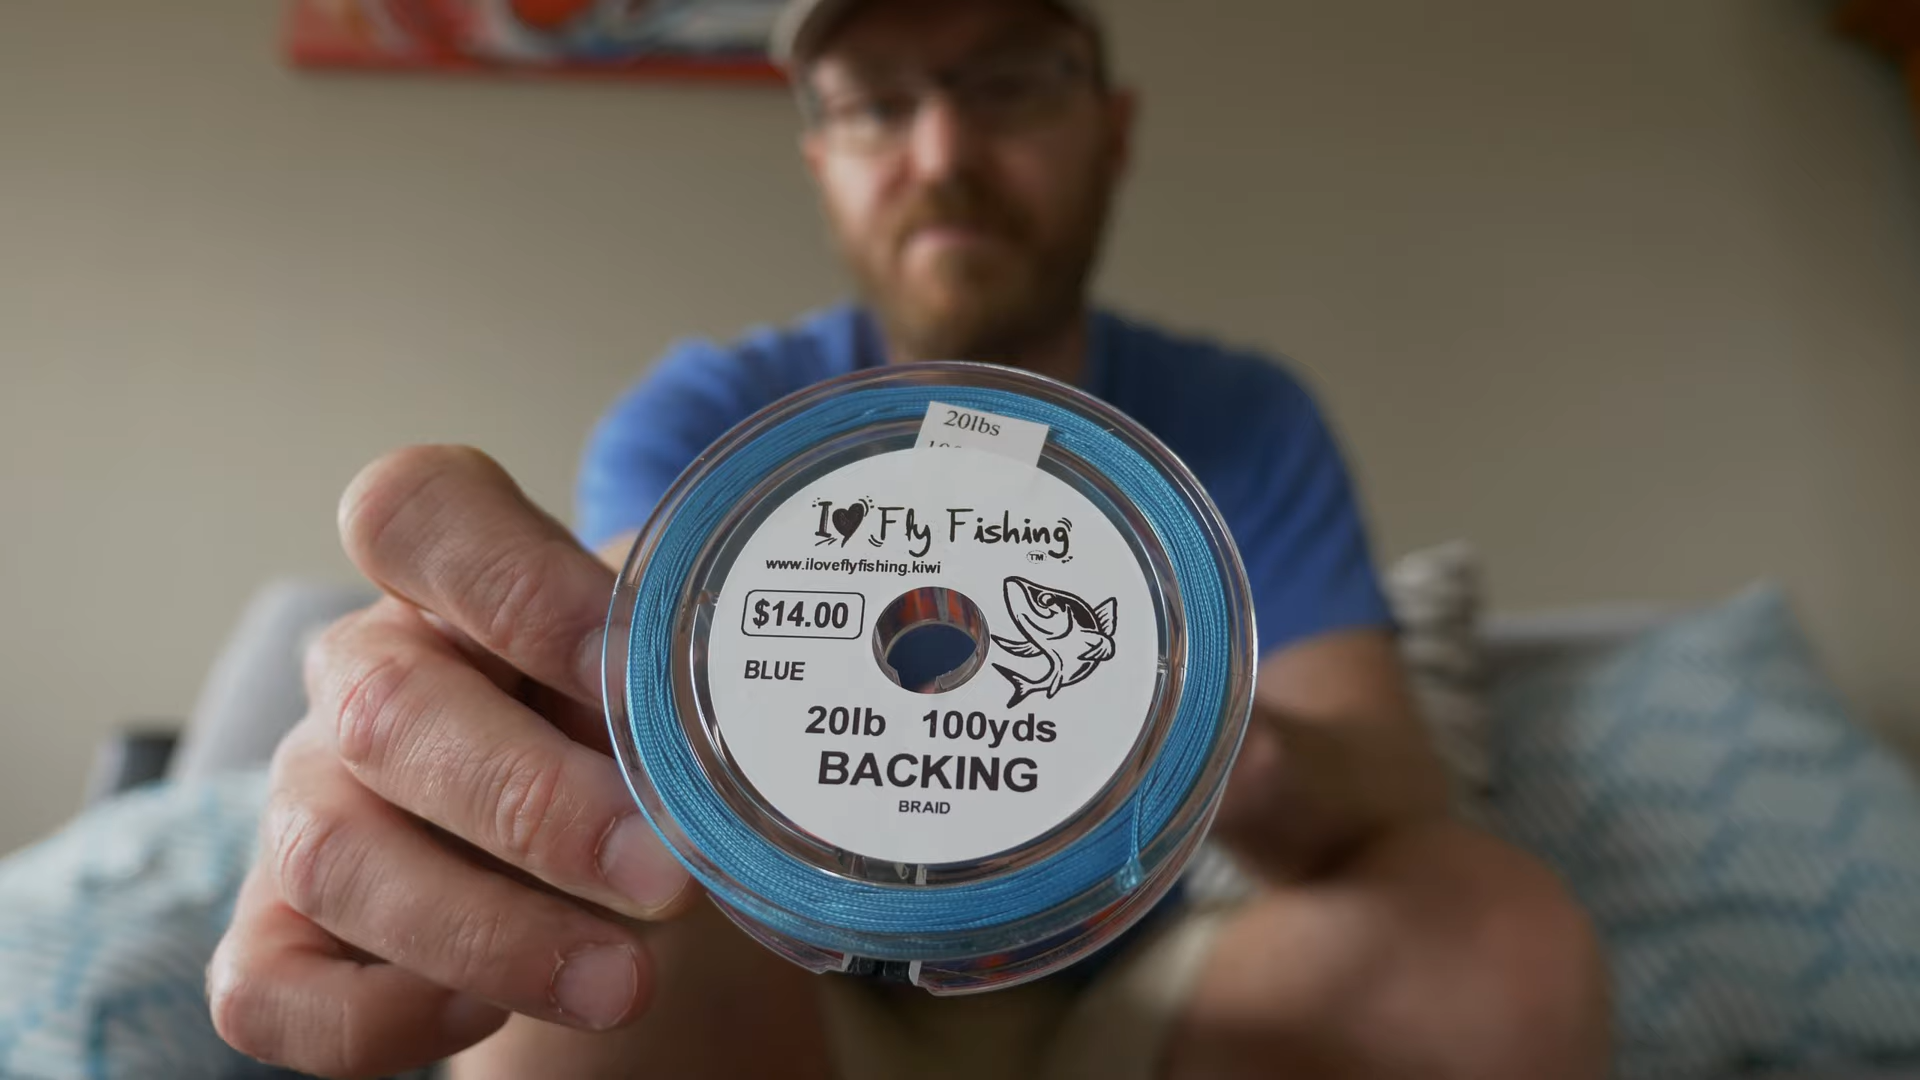 20lbs
I ♥ Fly Fishing ™
www.iloveflyfishing.kiwi
$14.00
BLUE
20lb 100yds
BACKING
BRAID